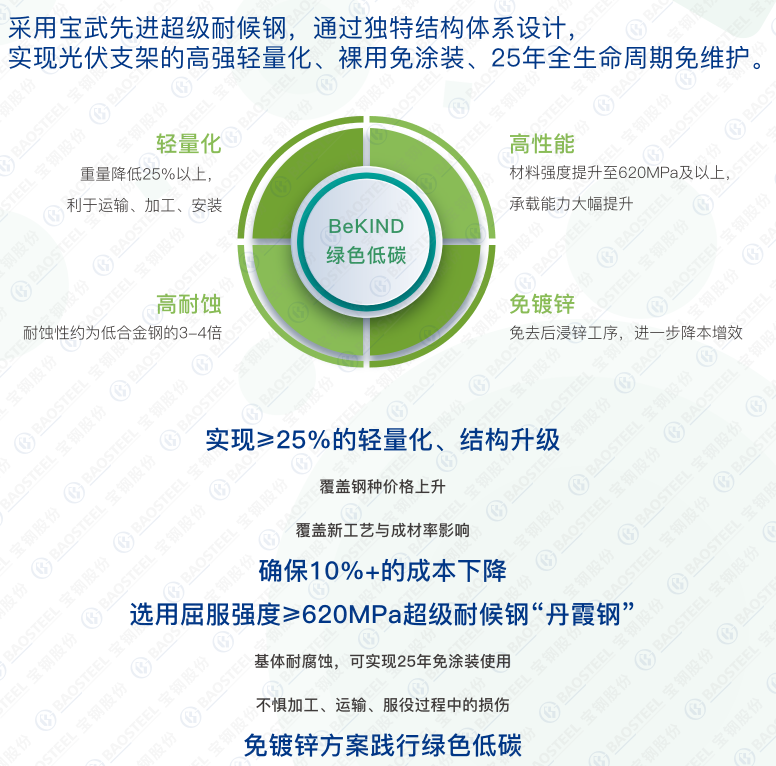 采用宝武先进超级耐候钢，通过独特结构体系设计，
实现光伏支架的高强轻量化、裸用免涂装、25年全生命周期免维护。
轻量化
重量降低25%以上，
利于运输、加工、安装
高性能
材料强度提升至620MPa及以上，
承载能力大幅提升
BeKIND
绿色低碳
高耐蚀
耐蚀性约为低合金钢的3-4倍
免镀锌
免去后浸锌工序，进一步降本增效
实现≥25%的轻量化、结构升级
覆盖钢种价格上升
覆盖新工艺与成材率影响
确保10%+的成本下降
选用屈服强度≥620MPa超级耐候钢“丹霞钢”
基体耐腐蚀，可实现25年免涂装使用
不惧加工、运输、服役过程中的损伤
免镀锌方案践行绿色低碳
宝钢股份
BAOSTEEL